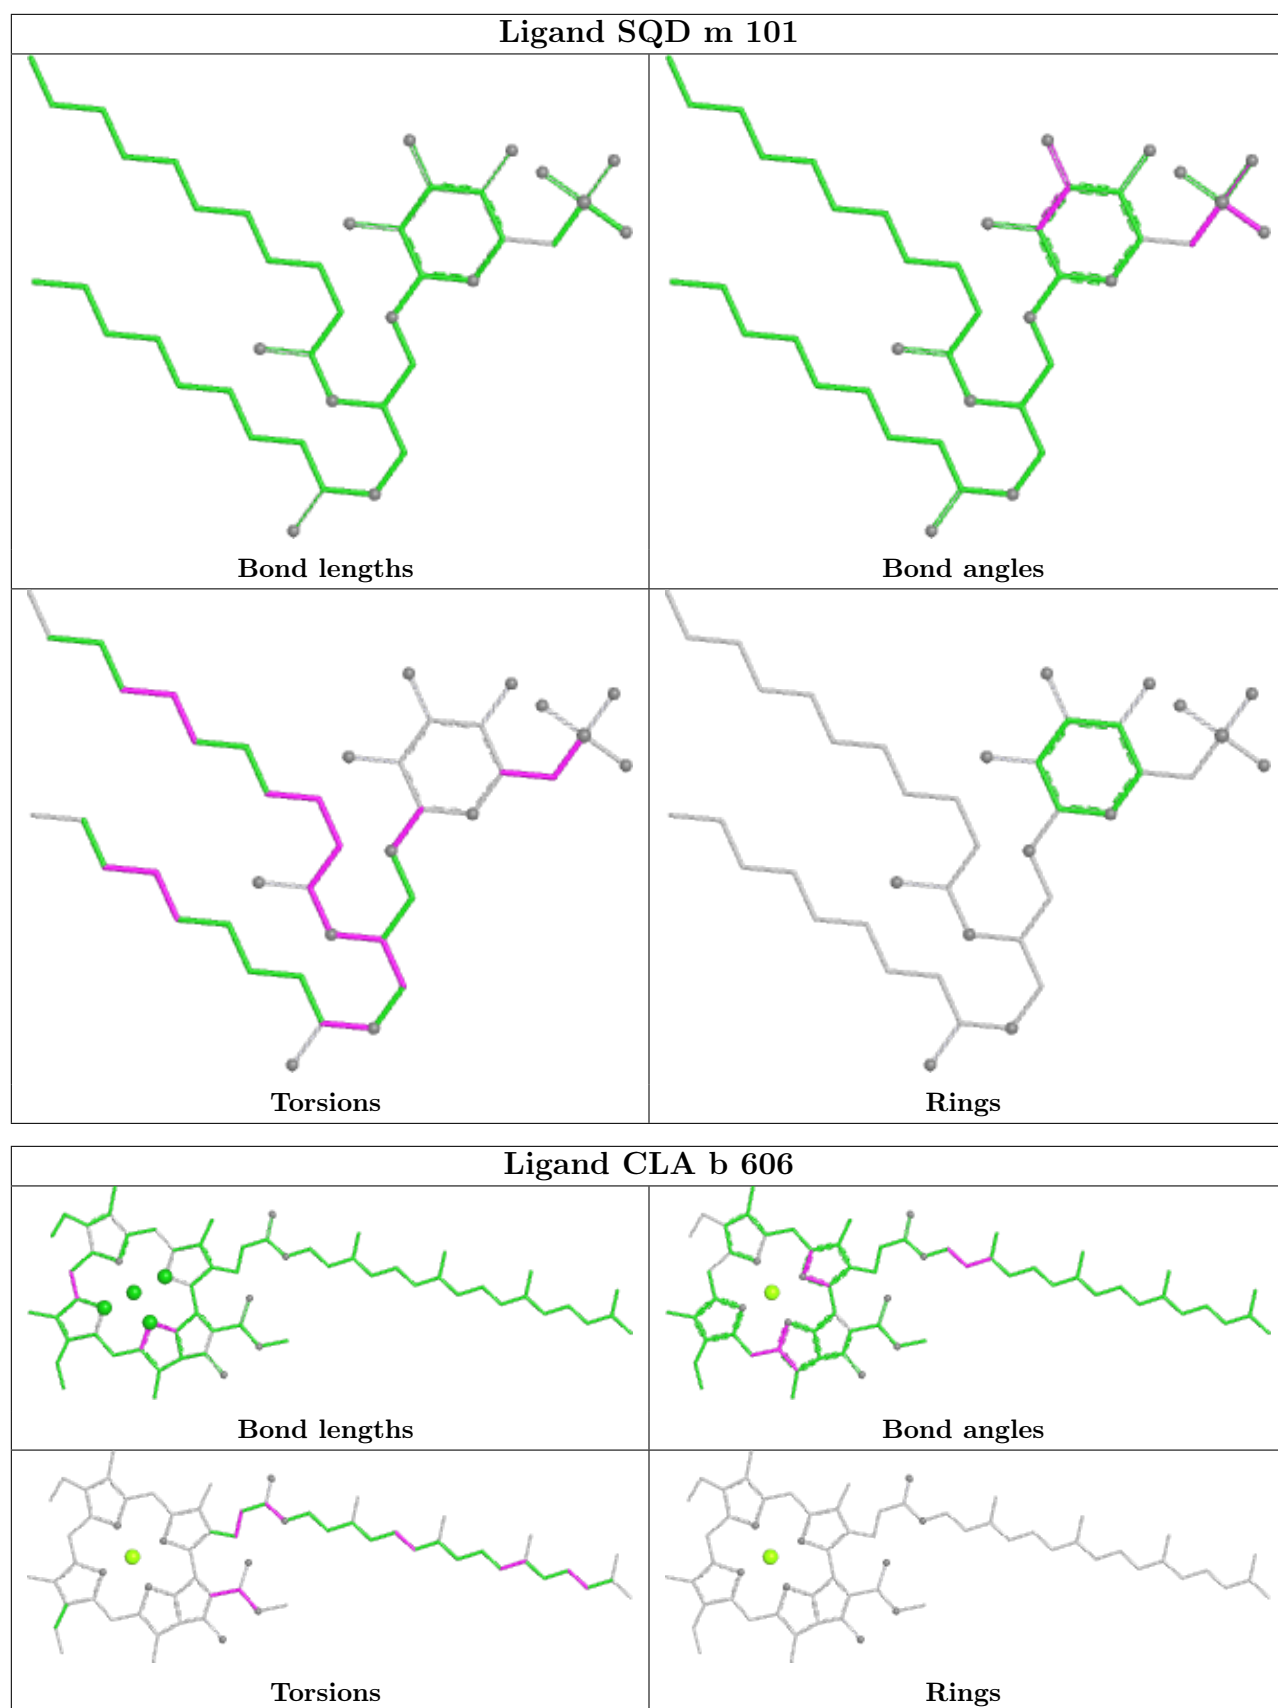 Ligand SQD m 101
Bond lengths
Bond angles
Torsions
Rings
Ligand CLA b 606
Bond lengths
Bond angles
Torsions
Rings